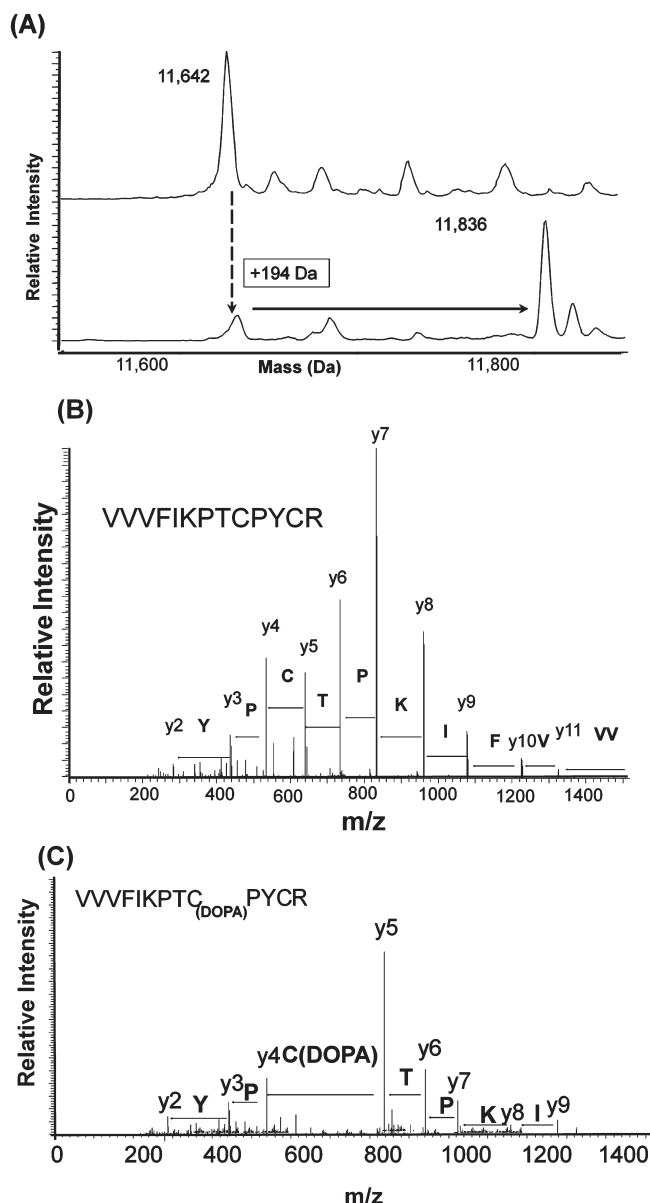 (A)
11,642
11,836
+194 Da
Relative Intensity
11,600
Mass (Da)
11,800
(B)
y7
VVVFIKPTCPYCR
y6
y8
y4
y5
C
P
y3
P
T
K
y9
y2
Y
I
F
y10
V
y11
VV
Relative Intensity
0 200 400 600 800 1000 1200 1400
m/z
(C)
VVVFIKPTC(DOPA)PYCR
y5
y4
C(DOPA)
y6
y3
P
T
y7
y2
Y
P
K
y8
I
y9
Relative Intensity
0 200 400 600 800 1000 1200 1400
m/z